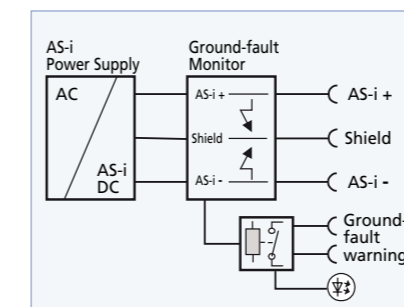 AS-i
Power Supply
Ground-fault
Monitor
AC
AS-i
DC
AS-i +
Shield
AS-i -
AS-i +
Shield
AS-i -
Ground-
fault
warning